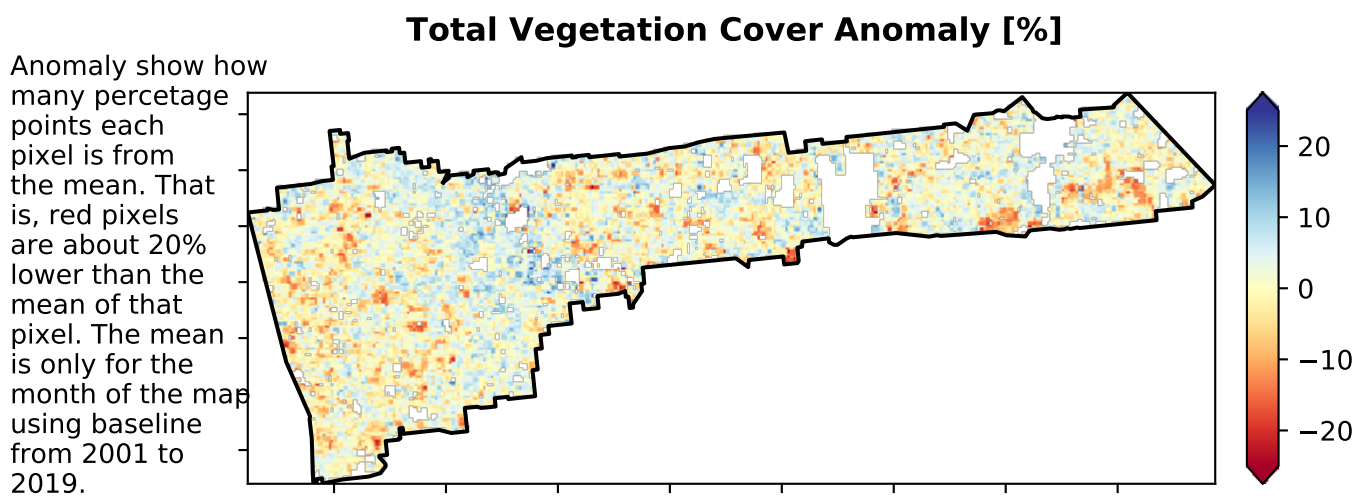 Total Vegetation Cover Anomaly [%]
Anomaly show how
many percetage
points each
pixel is from
the mean. That
is, red pixels
are about 20%
lower than the
mean of that
pixel. The mean
is only for the
month of the map
using baseline
from 2001 to
2019.
20
10
0
−10
−20